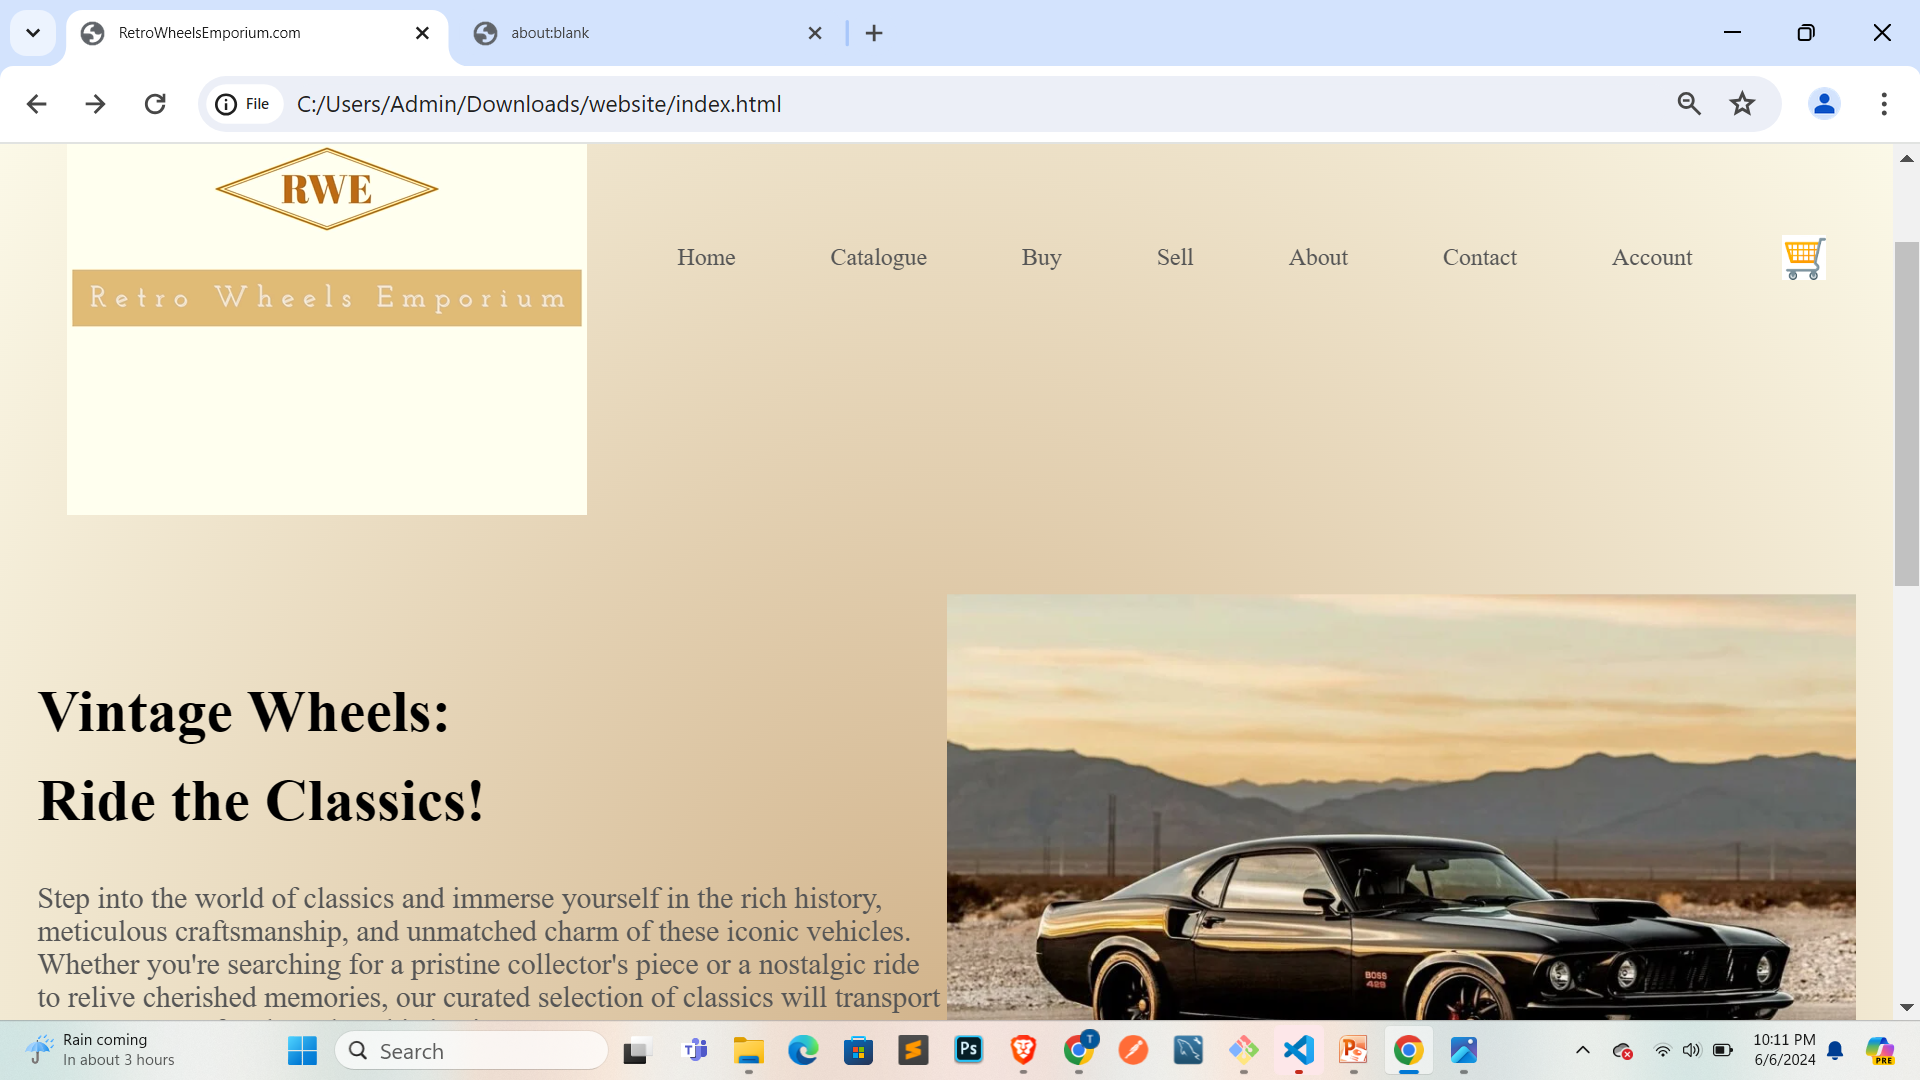 RetroWheelsEmporium.com
about:blank
File
C:/Users/Admin/Downloads/website/index.html
RWE
Retro Wheels Emporium
Home
Catalogue
Buy
Sell
About
Contact
Account
Vintage Wheels:
Ride the Classics!
Step into the world of classics and immerse yourself in the rich history,
meticulous craftsmanship, and unmatched charm of these iconic vehicles.
Whether you're searching for a pristine collector's piece or a nostalgic ride
to relive cherished memories, our curated selection of classics will transport
BOSS
429
Rain coming
In about 3 hours
Search
Ps
T
PRE
10:11 PM
6/6/2024